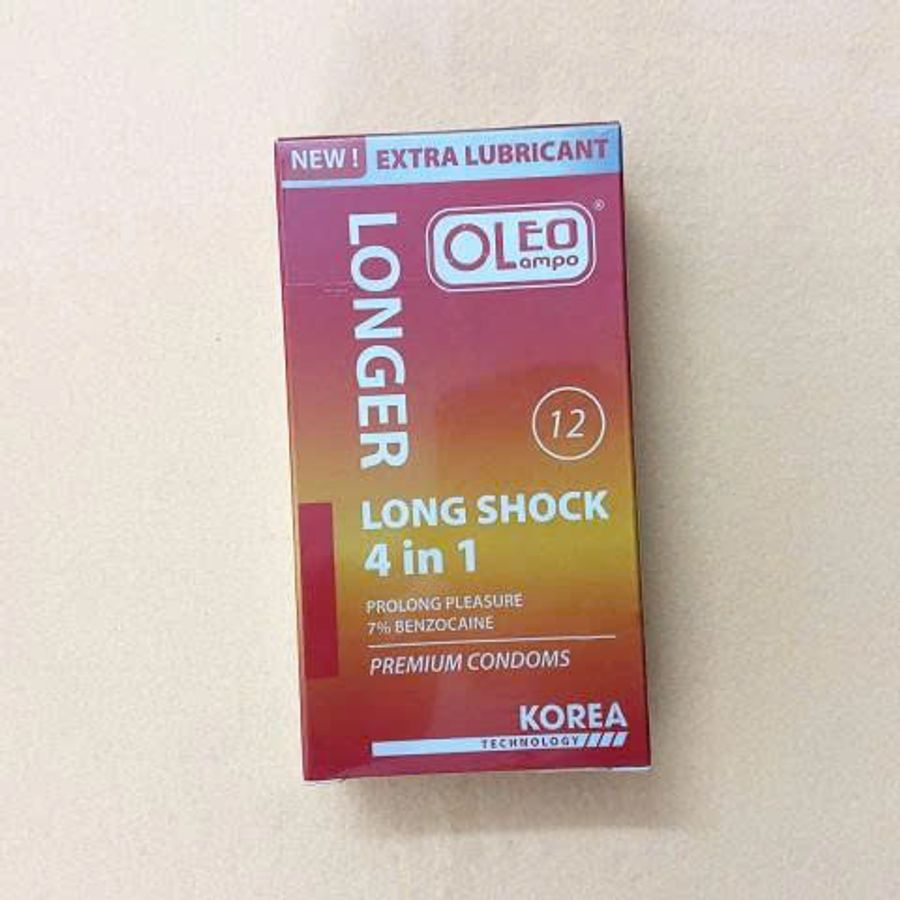 NEW! EXTRA LUBRICANT
OLEO
Lampo
®
LONGER
12
LONG SHOCK
4 in 1
PROLONG PLEASURE
7% BENZOCAINE
PREMIUM CONDOMS
KOREA
TECHNOLOGY